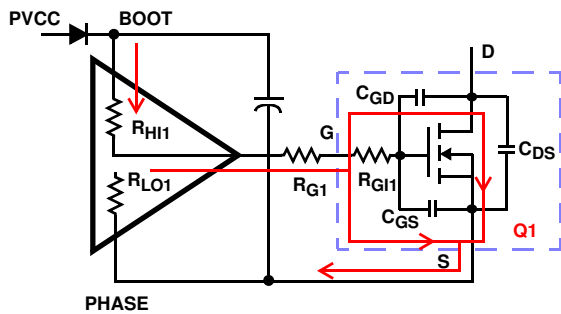 PVCC
BOOT
D
CGD
RHI1
G
CDS
RLO1
RG1
RGI1
CGS
Q1
S
PHASE